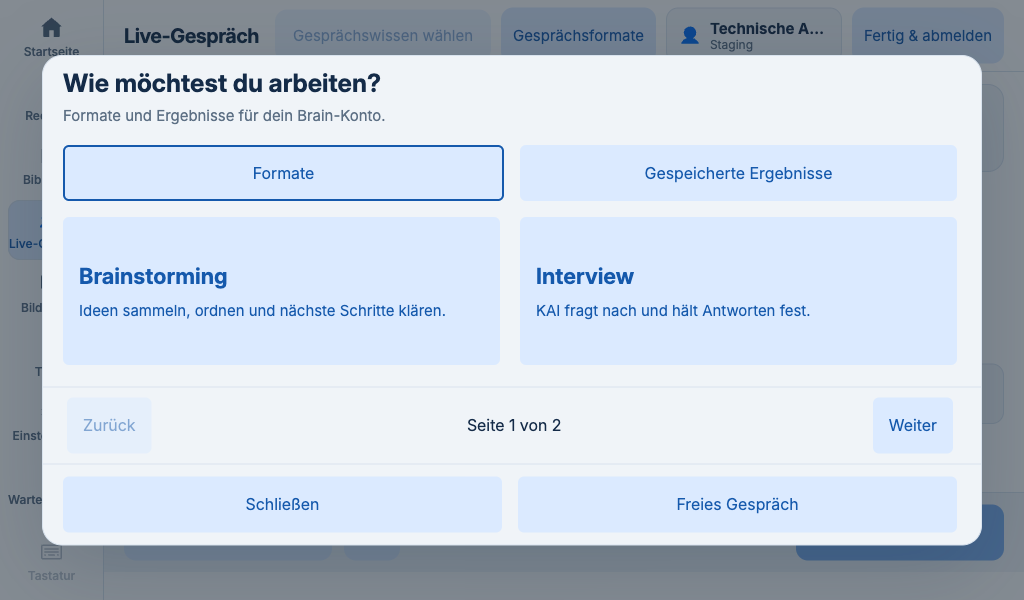 Startseite
Live-Gespräch
Gesprächswissen wählen
Gesprächsformate
Technische A...
Staging
Fertig & abmelden
Wie möchtest du arbeiten?
Formate und Ergebnisse für dein Brain-Konto.
Formate
Gespeicherte Ergebnisse
Brainstorming
Ideen sammeln, ordnen und nächste Schritte klären.
Interview
KAI fragt nach und hält Antworten fest.
Zurück
Seite 1 von 2
Weiter
Schließen
Freies Gespräch
Tastatur